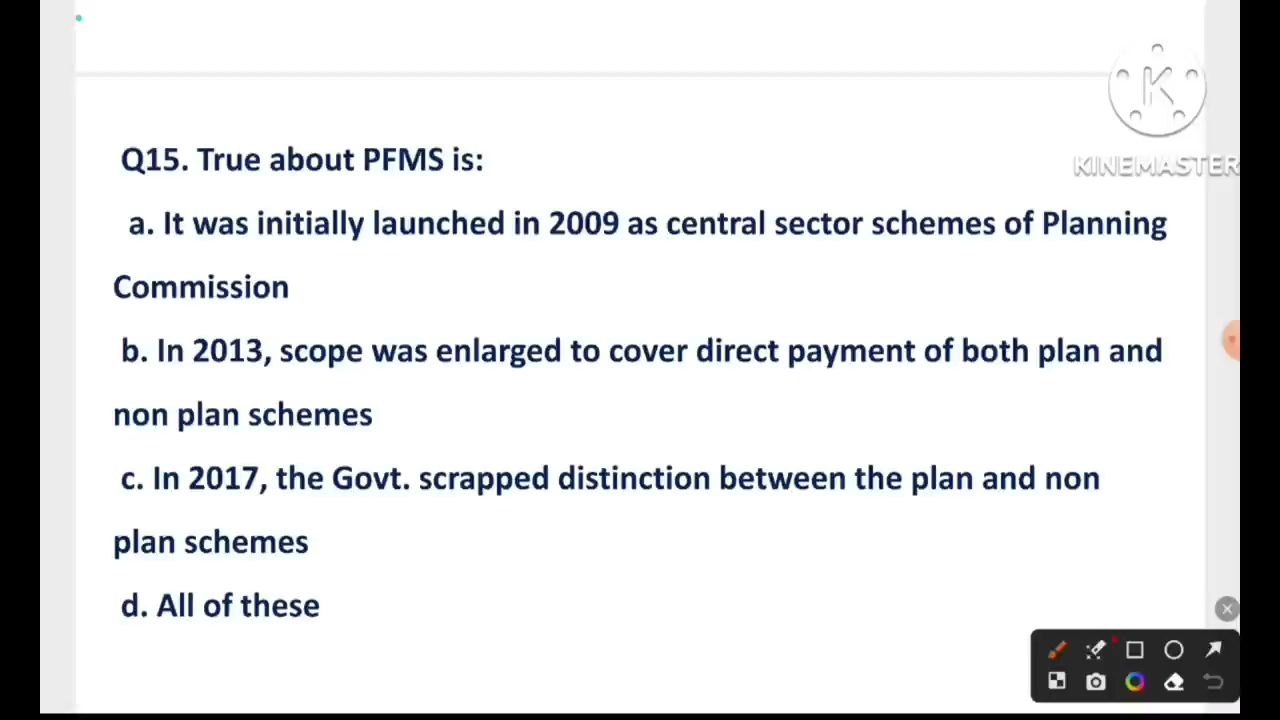 K
KINEMASTER
Q15. True about PFMS is:
a. It was initially launched in 2009 as central sector schemes of Planning
Commission
b. In 2013, scope was enlarged to cover direct payment of both plan and
non plan schemes
c. In 2017, the Govt. scrapped distinction between the plan and non
plan schemes
d. All of these